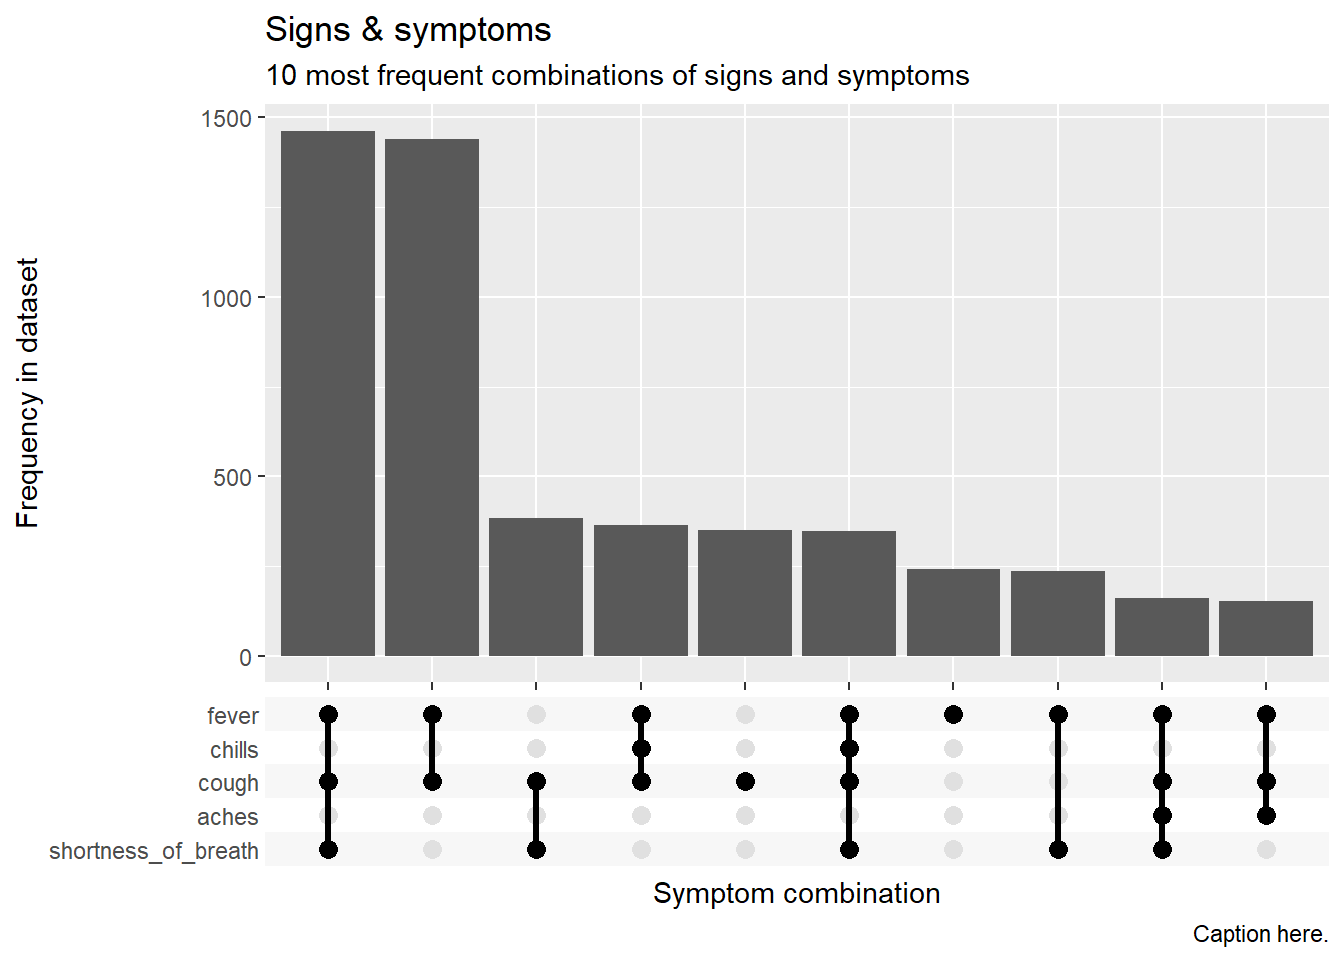 Signs & symptoms
10 most frequent combinations of signs and symptoms
Frequency in dataset
1500
1000
500
0
fever
chills
cough
aches
shortness_of_breath
Symptom combination
Caption here.